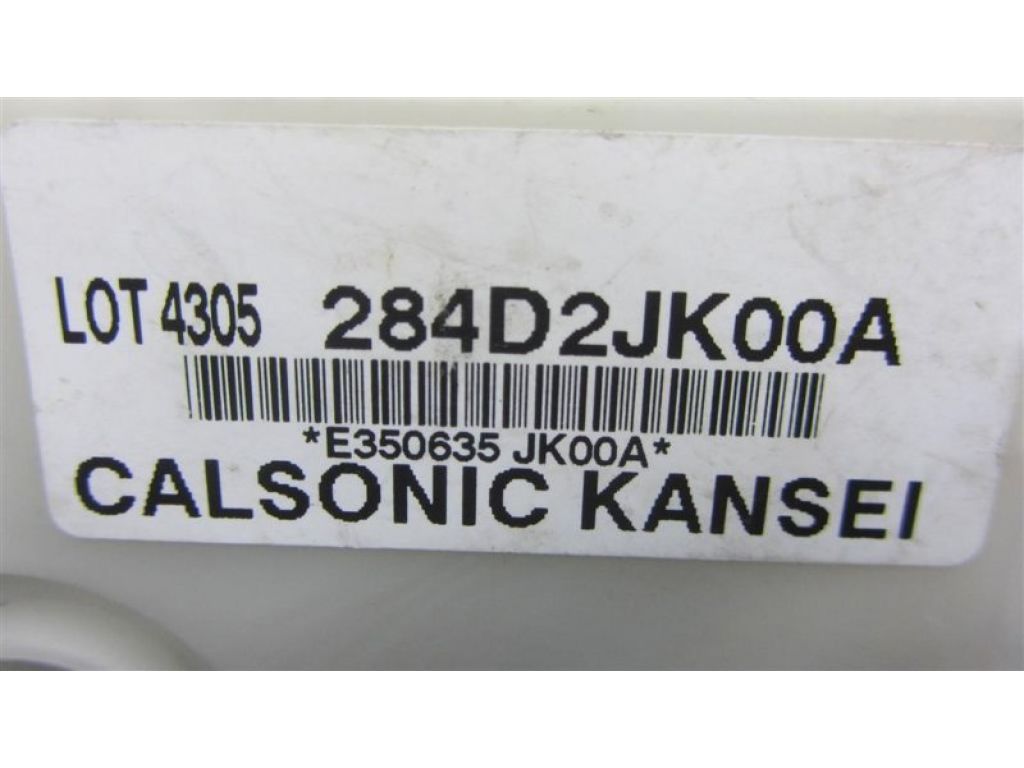 LOT 4305 284D2JK00A
*E350635 JK00A*
CALSONIC KANSEI